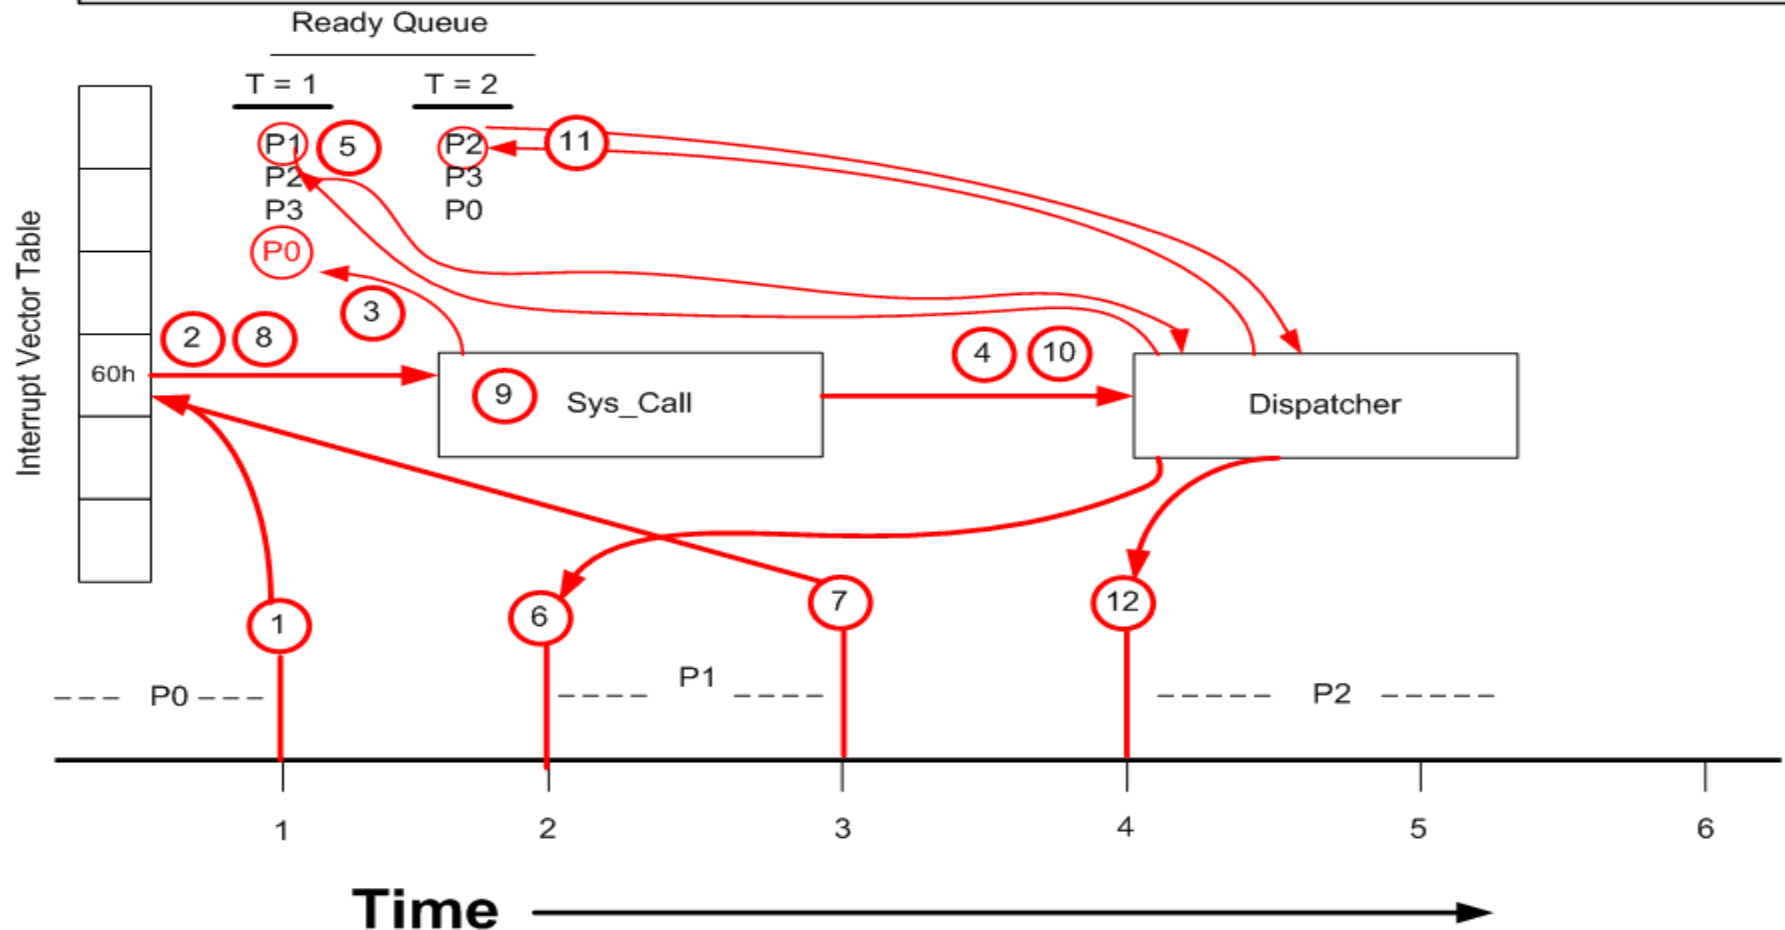 Ready Queue
T = 1
T = 2
P1
5
P2
11
P2
P3
P3
P0
P0
3
2
8
4
10
60h
9
Sys_Call
Dispatcher
Interrupt Vector Table
1
6
7
12
P0
P1
P2
1
2
3
4
5
6
Time